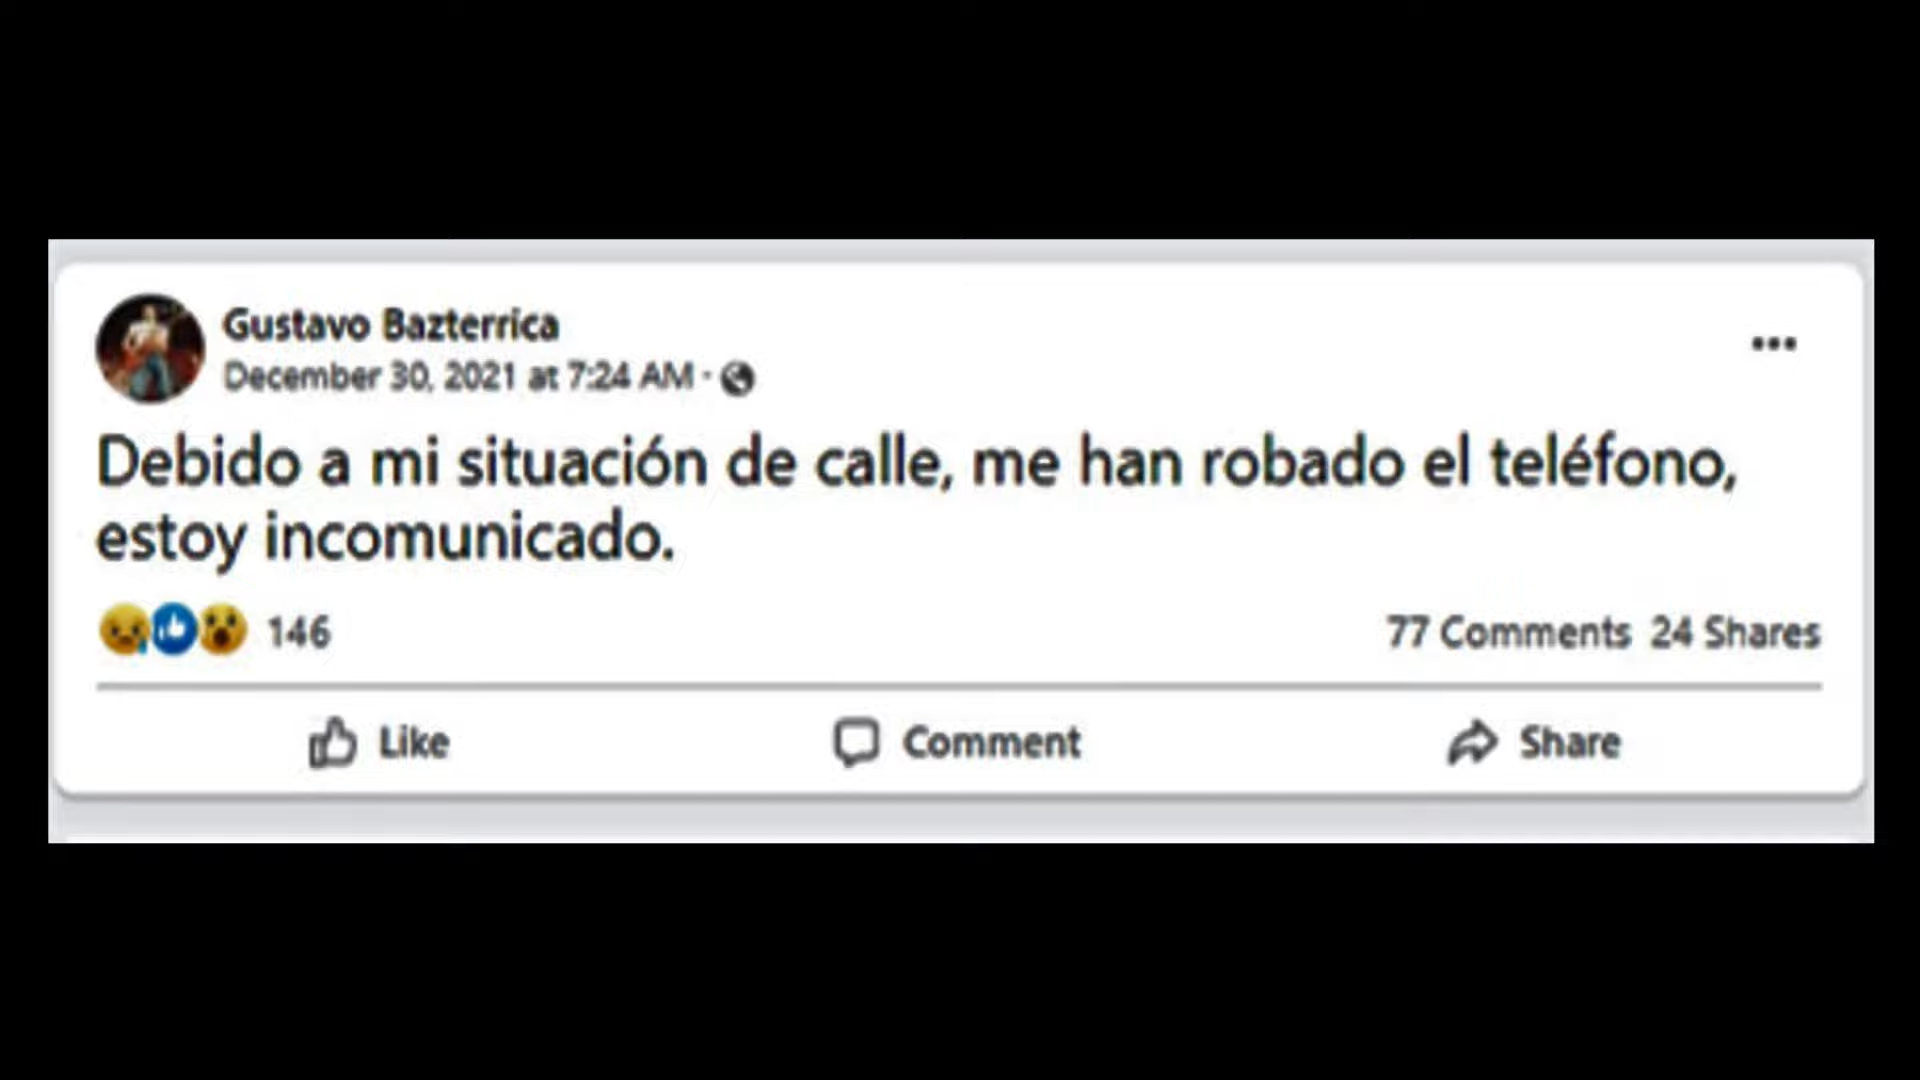 Gustavo Bazterrica
December 30, 2021 at 7:24 AM ·
Debido a mi situación de calle, me han robado el teléfono,
estoy incomunicado.
146 77 Comments 24 Shares
Like Comment Share